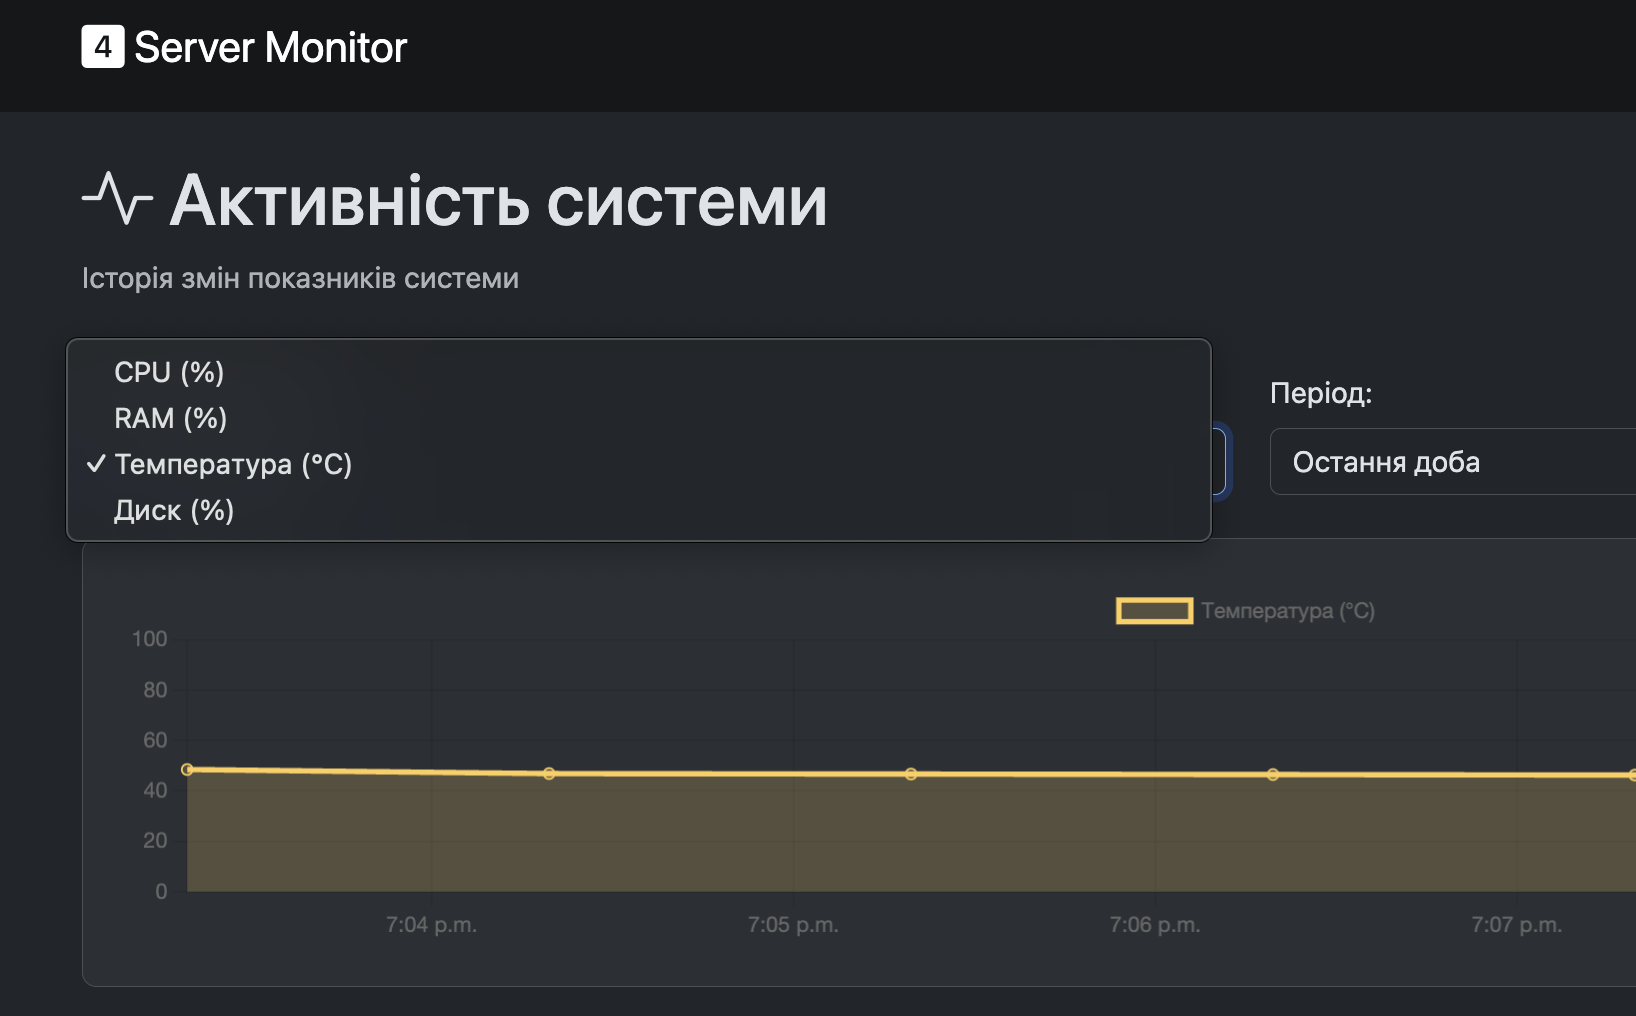 4 Server Monitor
Активність системи
Історія змін показників системи
CPU (%)
RAM (%)
✓ Температура (°C)
Диск (%)
Період:
Остання доба
Температура (°C)
100
80
60
40
20
0
7:04 p.m.
7:05 p.m.
7:06 p.m.
7:07 p.m.